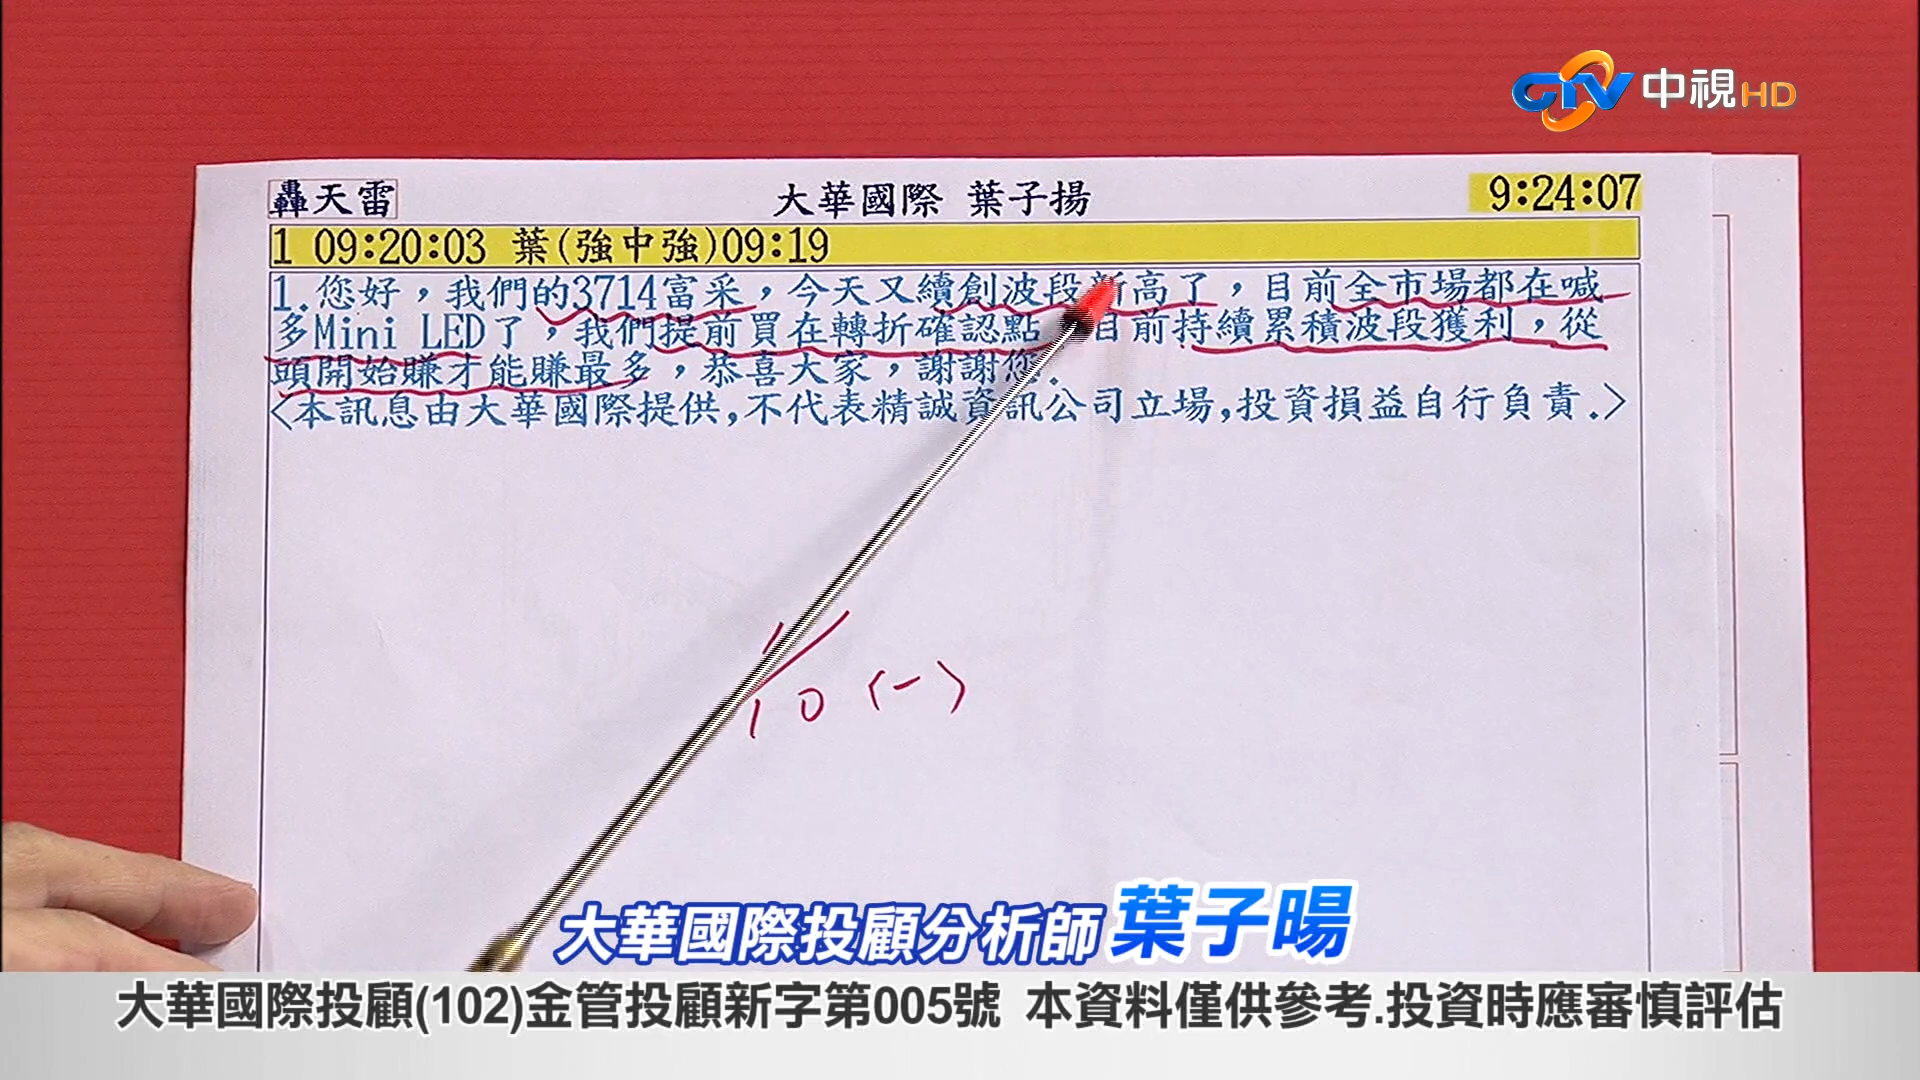 CTV中視HD
轟天雷 大華國際 葉子揚 9:24:07
1 09:20:03 葉(強中強)09:19
1.您好，我們的3714富采，今天又續創波段新高了，目前全市場都在喊
多Mini LED了，我們提前買在轉折確認點 目前持續累積波段獲利，從
頭開始賺才能賺最多，恭喜大家，謝謝您.
<本訊息由大華國際提供,不代表精誠資訊公司立場,投資損益自行負責.>
1/10 (一)
大華國際投顧分析師 葉子暘
大華國際投顧(102)金管投顧新字第005號 本資料僅供參考.投資時應審慎評估